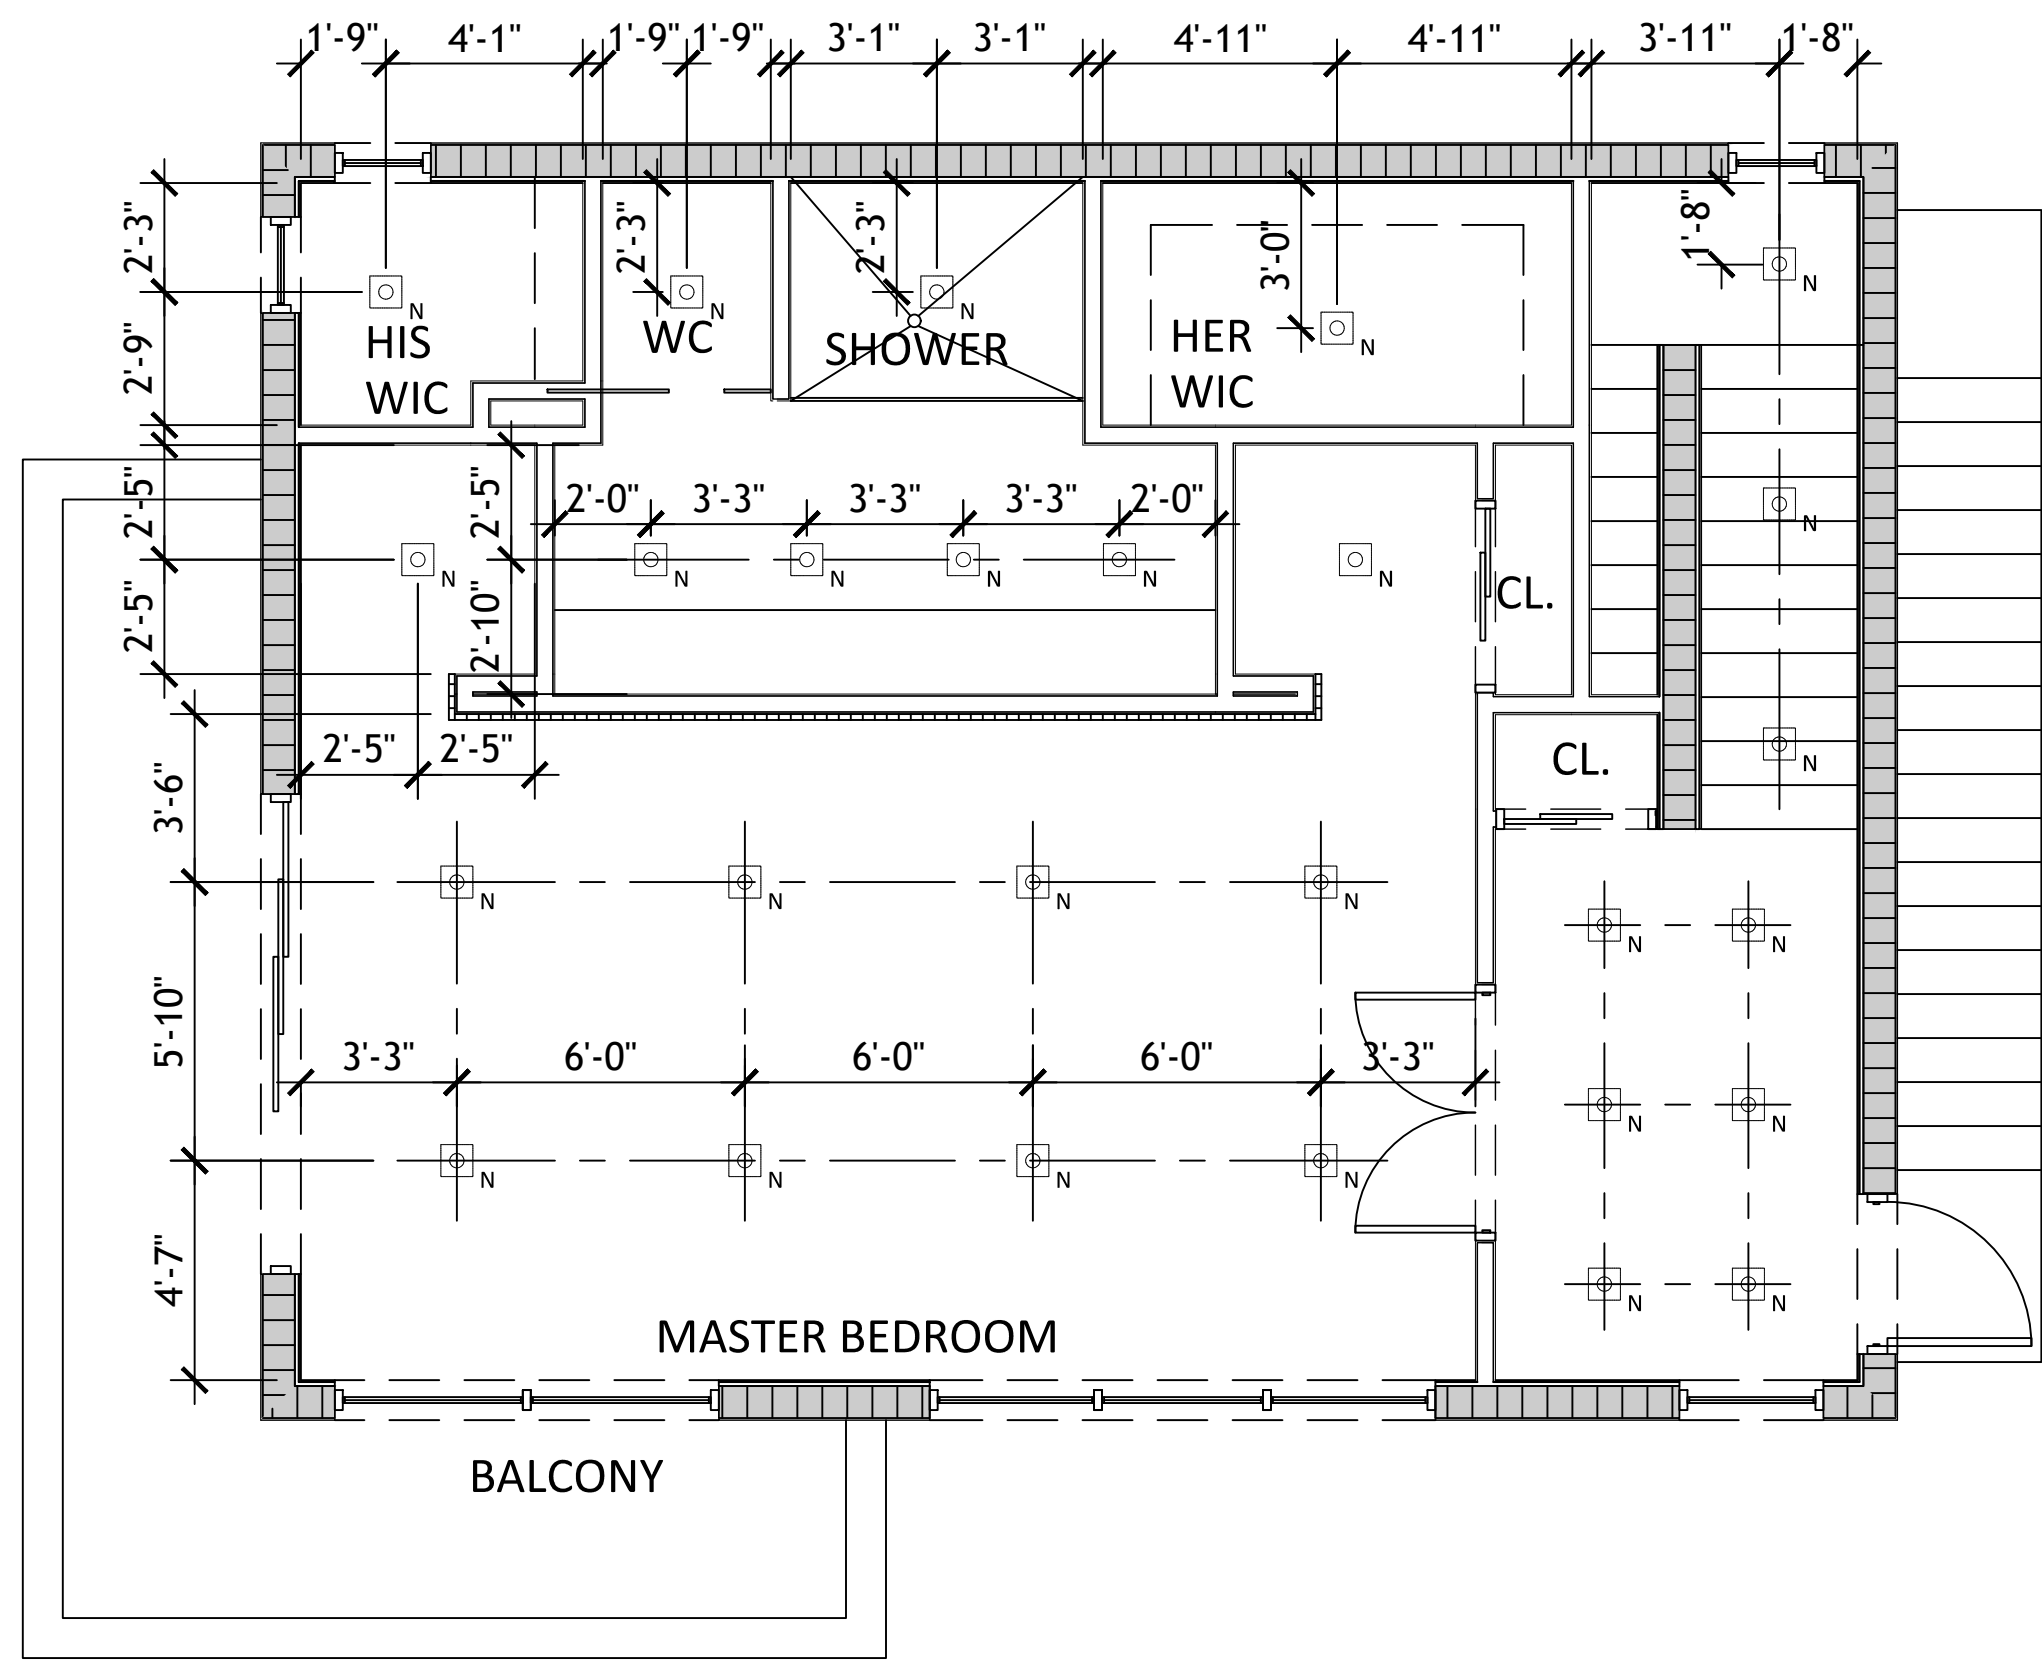 1'-9" 4'-1" 1'-9" 1'-9" 3'-1" 3'-1" 4'-11" 4'-11" 3'-11" 1'-8"
2'-3" 2'-3" 2'-3" 3'-0" 1'-8"
N N N N N
HIS WC SHOWER HER
WIC WIC
2'-9"
2'-5" 2'-5" 2'-0" 3'-3" 3'-3" 3'-3" 2'-0"
N
N N N N N N
CL.
2'-5" 2'-10"
2'-5" 2'-5" CL. N
3'-6"
N N N N
N N
5'-10"
3'-3" 6'-0" 6'-0" 6'-0" 3'-3"
N N
N N N N
4'-7"
N N
MASTER BEDROOM
BALCONY